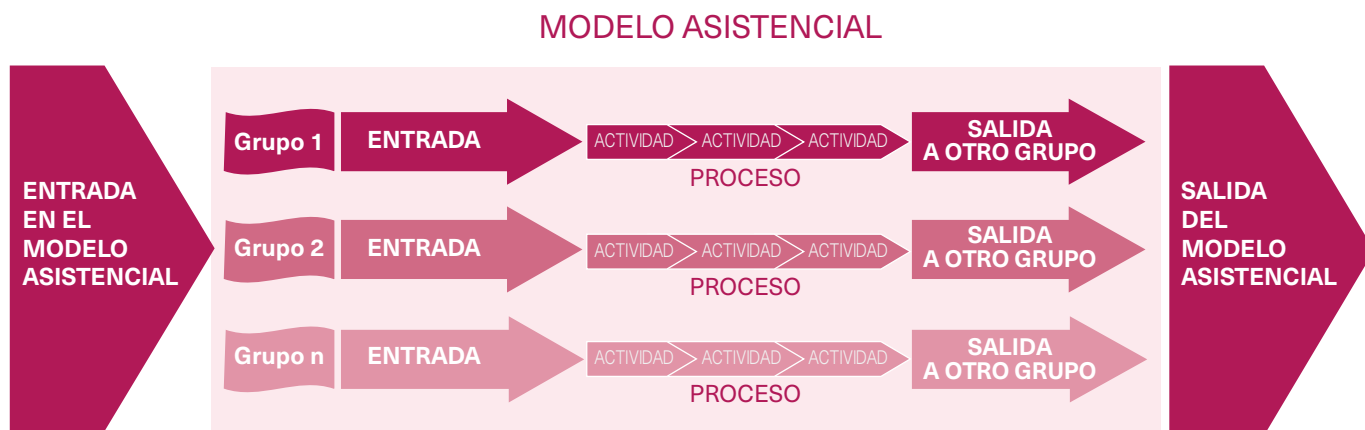 MODELO ASISTENCIAL
ENTRADA
EN EL
MODELO
ASISTENCIAL
Grupo 1
ENTRADA
ACTIVIDAD ACTIVIDAD ACTIVIDAD
PROCESO
SALIDA
A OTRO GRUPO
Grupo 2
ENTRADA
ACTIVIDAD ACTIVIDAD ACTIVIDAD
PROCESO
SALIDA
A OTRO GRUPO
Grupo n
ENTRADA
ACTIVIDAD ACTIVIDAD ACTIVIDAD
PROCESO
SALIDA
A OTRO GRUPO
SALIDA
DEL
MODELO
ASISTENCIAL